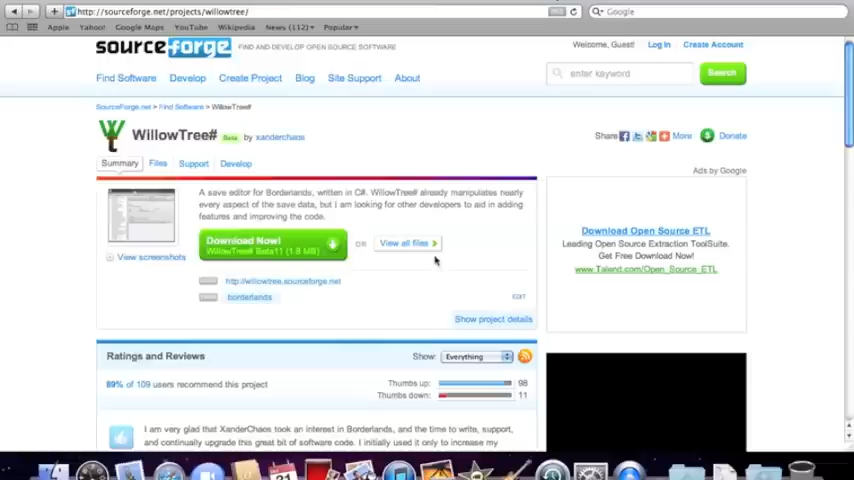 http://sourceforge.net/projects/willowtree/
Google
Apple Yahoo! Google Maps YouTube Wikipedia News (112) Popular
sourceforge FIND AND DEVELOP OPEN SOURCE SOFTWARE
Welcome, Guest! Log In Create Account
Find Software Develop Create Project Blog Site Support About
enter keyword Search
SourceForge.net > Find Software > WillowTree#
WillowTree# Beta by xanderchaos
Share More Donate
Summary Files Support Develop
Ads by Google
A save editor for Borderlands, written in C#. WillowTree# already manipulates nearly
every aspect of the save data, but i am looking for other developers to aid in adding
features and improving the code.
Download Now!
WillowTree# Beta11 (1.8 MB)
OR View all files
View screenshots
http://willowtree.sourceforge.net
borderlands
EDIT
Show project details
Download Open Source ETL
Leading Open Source Extraction ToolSuite.
Get Free Download Now!
www.Talend.com/Open_Source_ETL
Ratings and Reviews
Show: Everything
89% of 109 users recommend this project
Thumbs up: 98
Thumbs down: 11
I am very glad that XanderChaos took an interest in Borderlands, and the time to write, support,
and continually upgrade this great bit of software code. I initially used it only to increase my